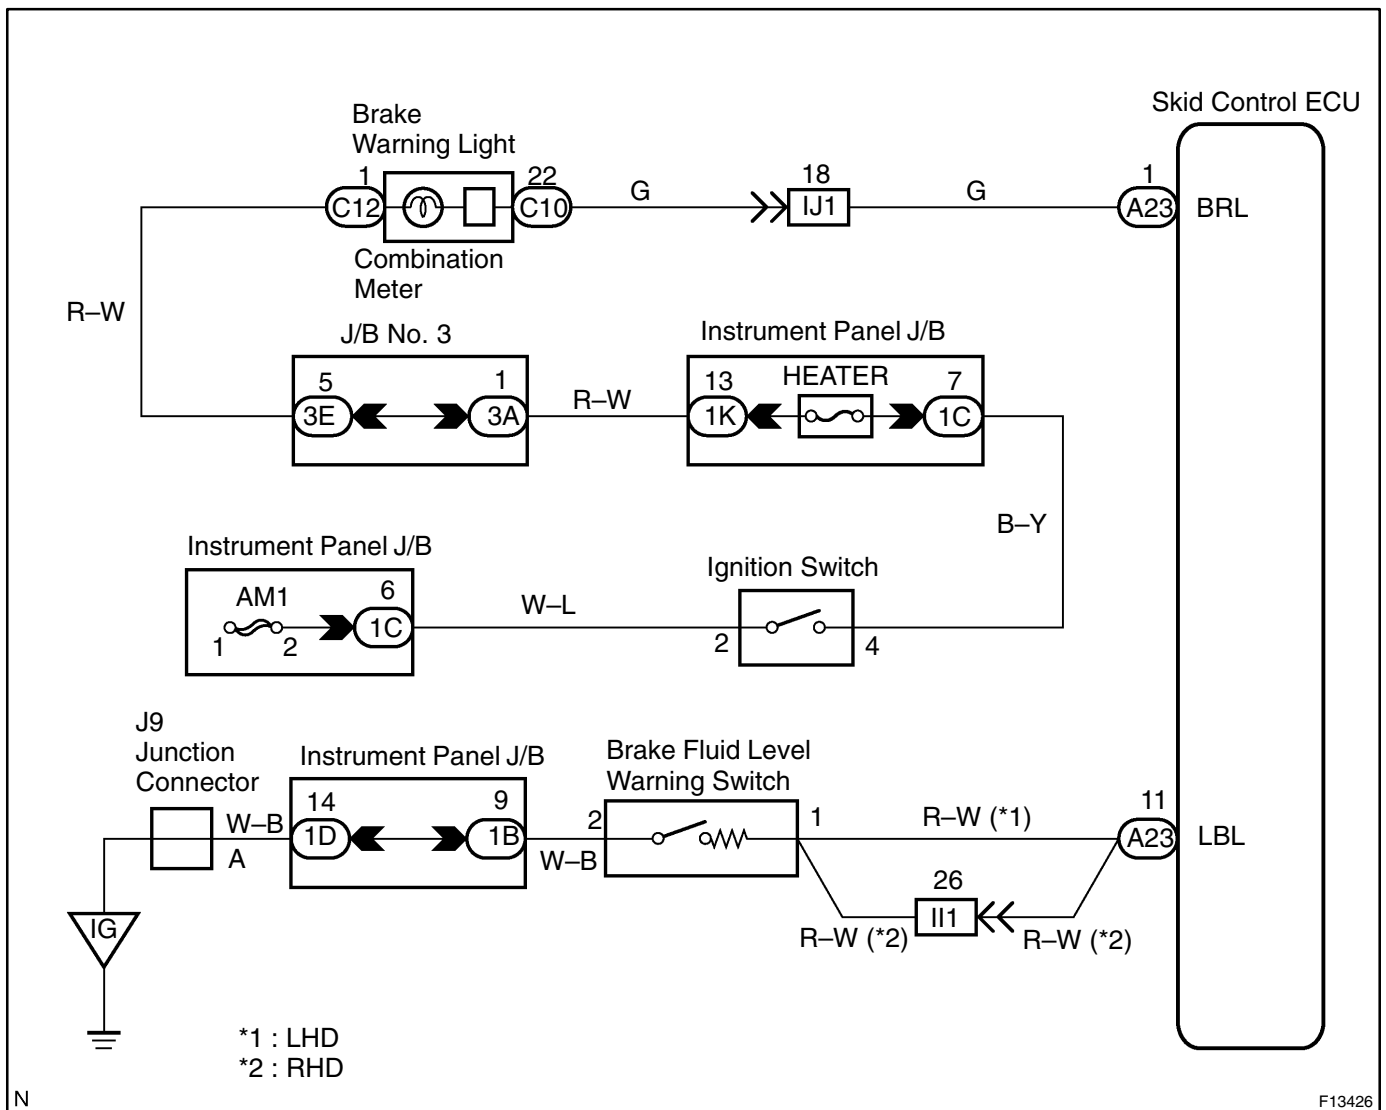 Skid Control ECU
Brake
Warning Light
1
22
18
1
C12
C10
G
IJ1
G
A23
BRL
Combination
Meter
R–W
J/B No. 3
Instrument Panel J/B
5
1
13
HEATER
7
3E
3A
R–W
1K
1C
B–Y
Instrument Panel J/B
Ignition Switch
AM1
6
W–L
1
2
1C
2
4
J9
Junction
Connector
Instrument Panel J/B
Brake Fluid Level
Warning Switch
14
9
2
1
11
W–B
R–W (*1)
1D
1B
A23
LBL
A
W–B
26
II1
IG
R–W (*2)
R–W (*2)
*1 : LHD
*2 : RHD
N
F13426